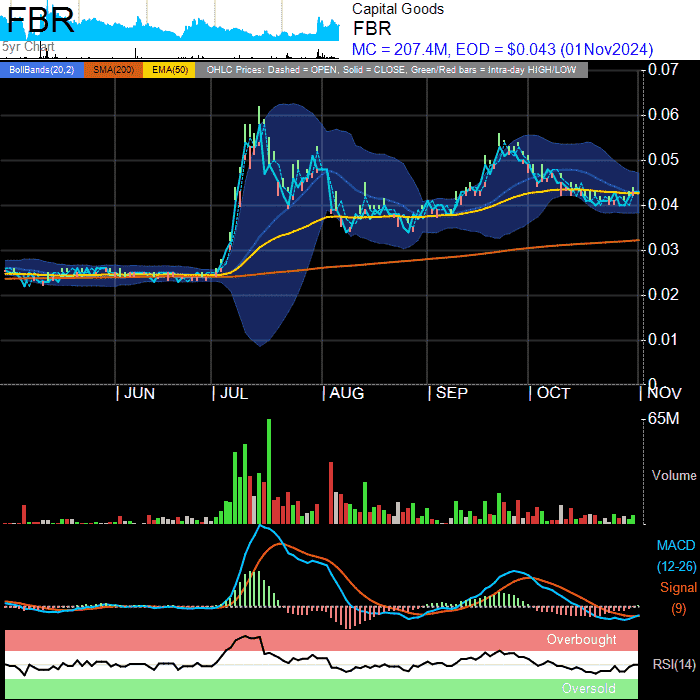 FBR
5yr Chart
Capital Goods
FBR
MC = 207.4M, EOD = $0.043 (01Nov2024)
BollBands(20,2) SMA(200) EMA(50) OHLC Prices: Dashed = OPEN, Solid = CLOSE, Green/Red bars = Intra-day HIGH/LOW
0.07
0.06
0.05
0.04
0.03
0.02
0.01
0
JUN JUL AUG SEP OCT NOV
65M
Volume
MACD
(12-26)
Signal
(9)
Overbought
RSI(14)
Oversold